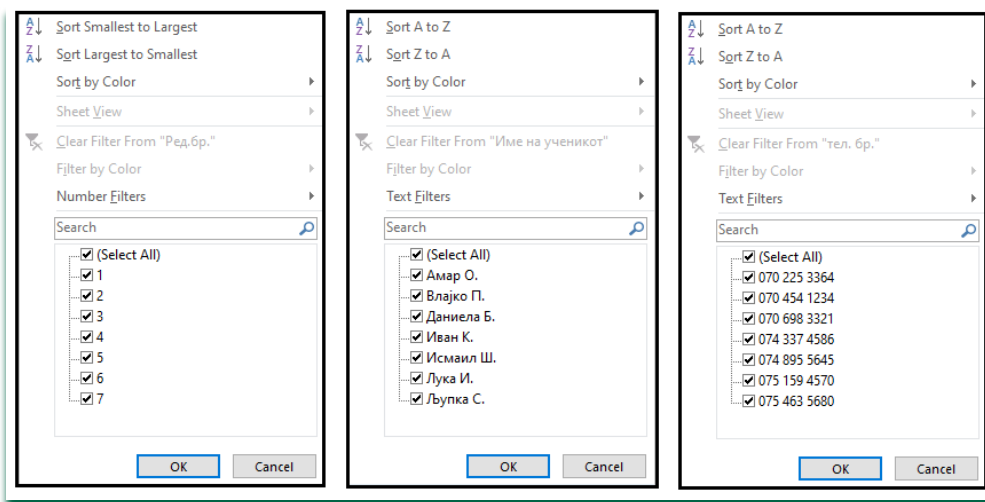 Sort Smallest to Largest
Sort Largest to Smallest
Sort by Color
Sheet View
Clear Filter From "Ред.бр."
Filter by Color
Number Filters
Search
(Select All)
1
2
3
4
5
6
7
OK
Cancel
Sort A to Z
Sort Z to A
Sort by Color
Sheet View
Clear Filter From "Име на ученикот"
Filter by Color
Text Filters
Search
(Select All)
Амар О.
Влајко П.
Даниела Б.
Иван К.
Исмаил Ш.
Лука И.
Љупка С.
OK
Cancel
Sort A to Z
Sort Z to A
Sort by Color
Sheet View
Clear Filter From "тел. бр."
Filter by Color
Text Filters
Search
(Select All)
070 225 3364
070 454 1234
070 698 3321
074 337 4586
074 895 5645
075 159 4570
075 463 5680
OK
Cancel